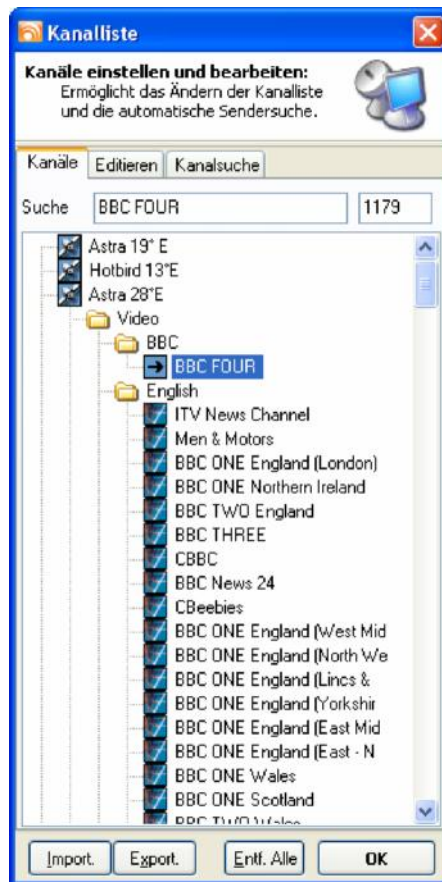 Kanalliste
Kanäle einstellen und bearbeiten:
Ermöglicht das Ändern der Kanalliste
und die automatische Sendersuche.
Kanäle Editieren Kanalsuche
Suche BBC FOUR 1179
Astra 19° E
Hotbird 13°E
Astra 28°E
Video
BBC
BBC FOUR
English
ITV News Channel
Men & Motors
BBC ONE England (London)
BBC ONE Northern Ireland
BBC TWO England
BBC THREE
CBBC
BBC News 24
CBeebies
BBC ONE England (West Mid
BBC ONE England (North We
BBC ONE England (Lincs &
BBC ONE England (Yorkshir
BBC ONE England (East Mid
BBC ONE England (East - N
BBC ONE Wales
BBC ONE Scotland
BBC TWO Wales
Import. Export. Entf. Alle OK